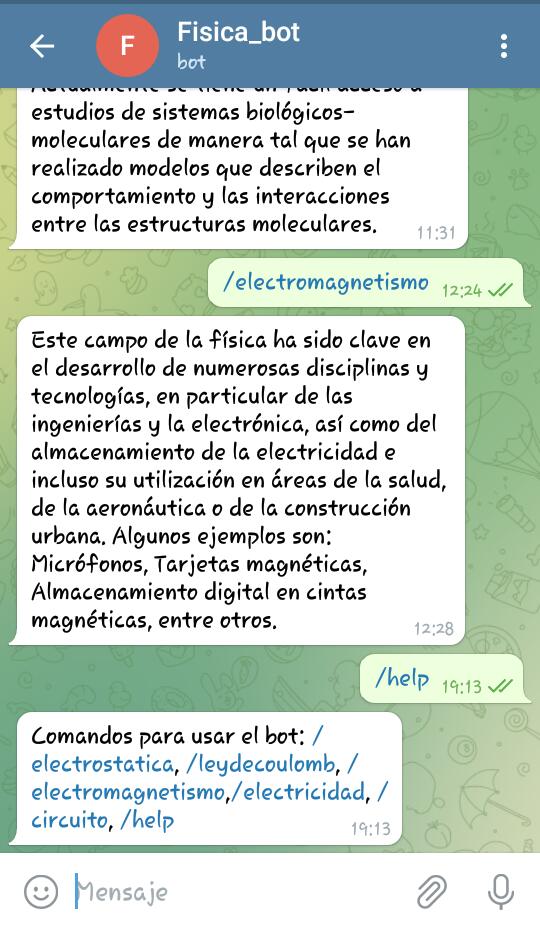 F
Fisica_bot
bot
estudios de sistemas biológicos-
moleculares de manera tal que se han
realizado modelos que describen el
comportamiento y las interacciones
entre las estructuras moleculares.
11:31
/electromagnetismo 12:24
Este campo de la física ha sido clave en
el desarrollo de numerosas disciplinas y
tecnologías, en particular de las
ingenierías y la electrónica, así como del
almacenamiento de la electricidad e
incluso su utilización en áreas de la salud,
de la aeronáutica o de la construcción
urbana. Algunos ejemplos son:
Micrófonos, Tarjetas magnéticas,
Almacenamiento digital en cintas
magnéticas, entre otros.
12:28
/help 19:13
Comandos para usar el bot: /
electrostatica, /leydecoulomb, /
electromagnetismo,/electricidad, /
circuito, /help
19:13
Mensaje